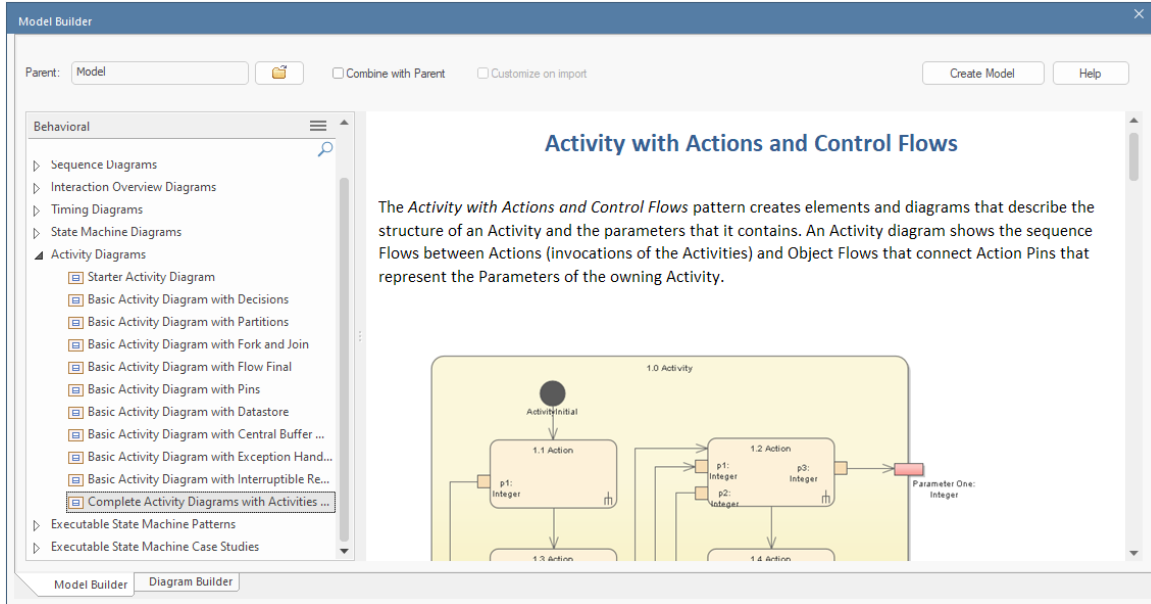 Model Builder
Parent: Model Combine with Parent Customize on import Create Model Help
Behavioral
Sequence Diagrams
Interaction Overview Diagrams
Timing Diagrams
State Machine Diagrams
Activity Diagrams
Starter Activity Diagram
Basic Activity Diagram with Decisions
Basic Activity Diagram with Partitions
Basic Activity Diagram with Fork and Join
Basic Activity Diagram with Flow Final
Basic Activity Diagram with Pins
Basic Activity Diagram with Datastore
Basic Activity Diagram with Central Buffer ...
Basic Activity Diagram with Exception Hand...
Basic Activity Diagram with Interruptible Re...
Complete Activity Diagrams with Activities ...
Executable State Machine Patterns
Executable State Machine Case Studies
Activity with Actions and Control Flows
The Activity with Actions and Control Flows pattern creates elements and diagrams that describe the
structure of an Activity and the parameters that it contains. An Activity diagram shows the sequence
Flows between Actions (invocations of the Activities) and Object Flows that connect Action Pins that
represent the Parameters of the owning Activity.
1.0 Activity
ActivityInitial
1.1 Action
p1:
Integer
1.2 Action
p1:
Integer
p2:
Integer
p3:
Integer
Parameter One:
Integer
1.3 Action
1.4 Action
Model Builder
Diagram Builder